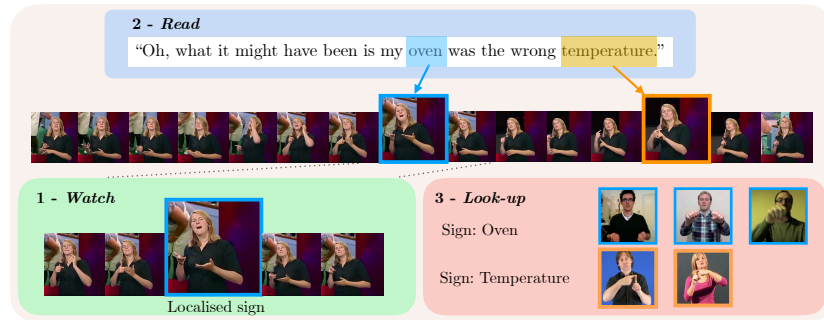 2 - Read
“Oh, what it might have been is my oven was the wrong temperature.”
1 - Watch
Localised sign
3 - Look-up
Sign: Oven
Sign: Temperature